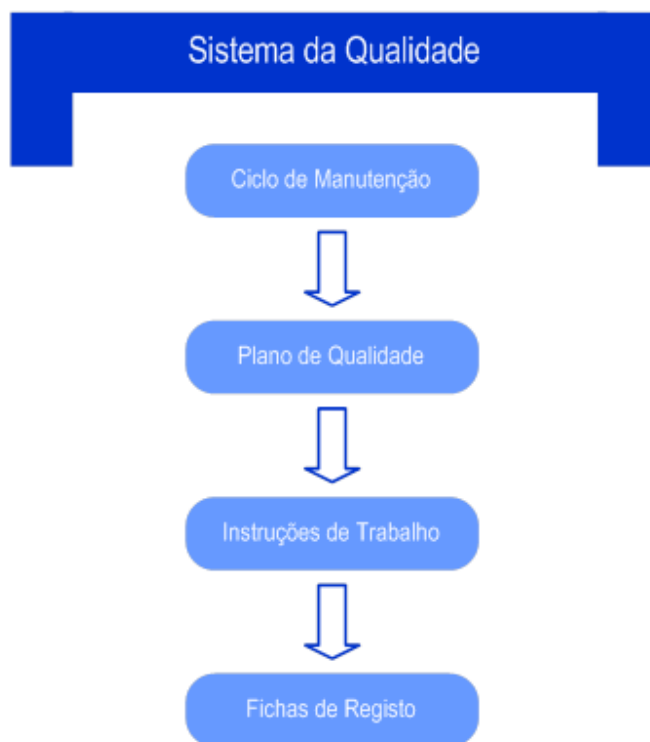 Sistema da Qualidade
Ciclo de Manutenção
Plano de Qualidade
Instruções de Trabalho
Fichas de Registo